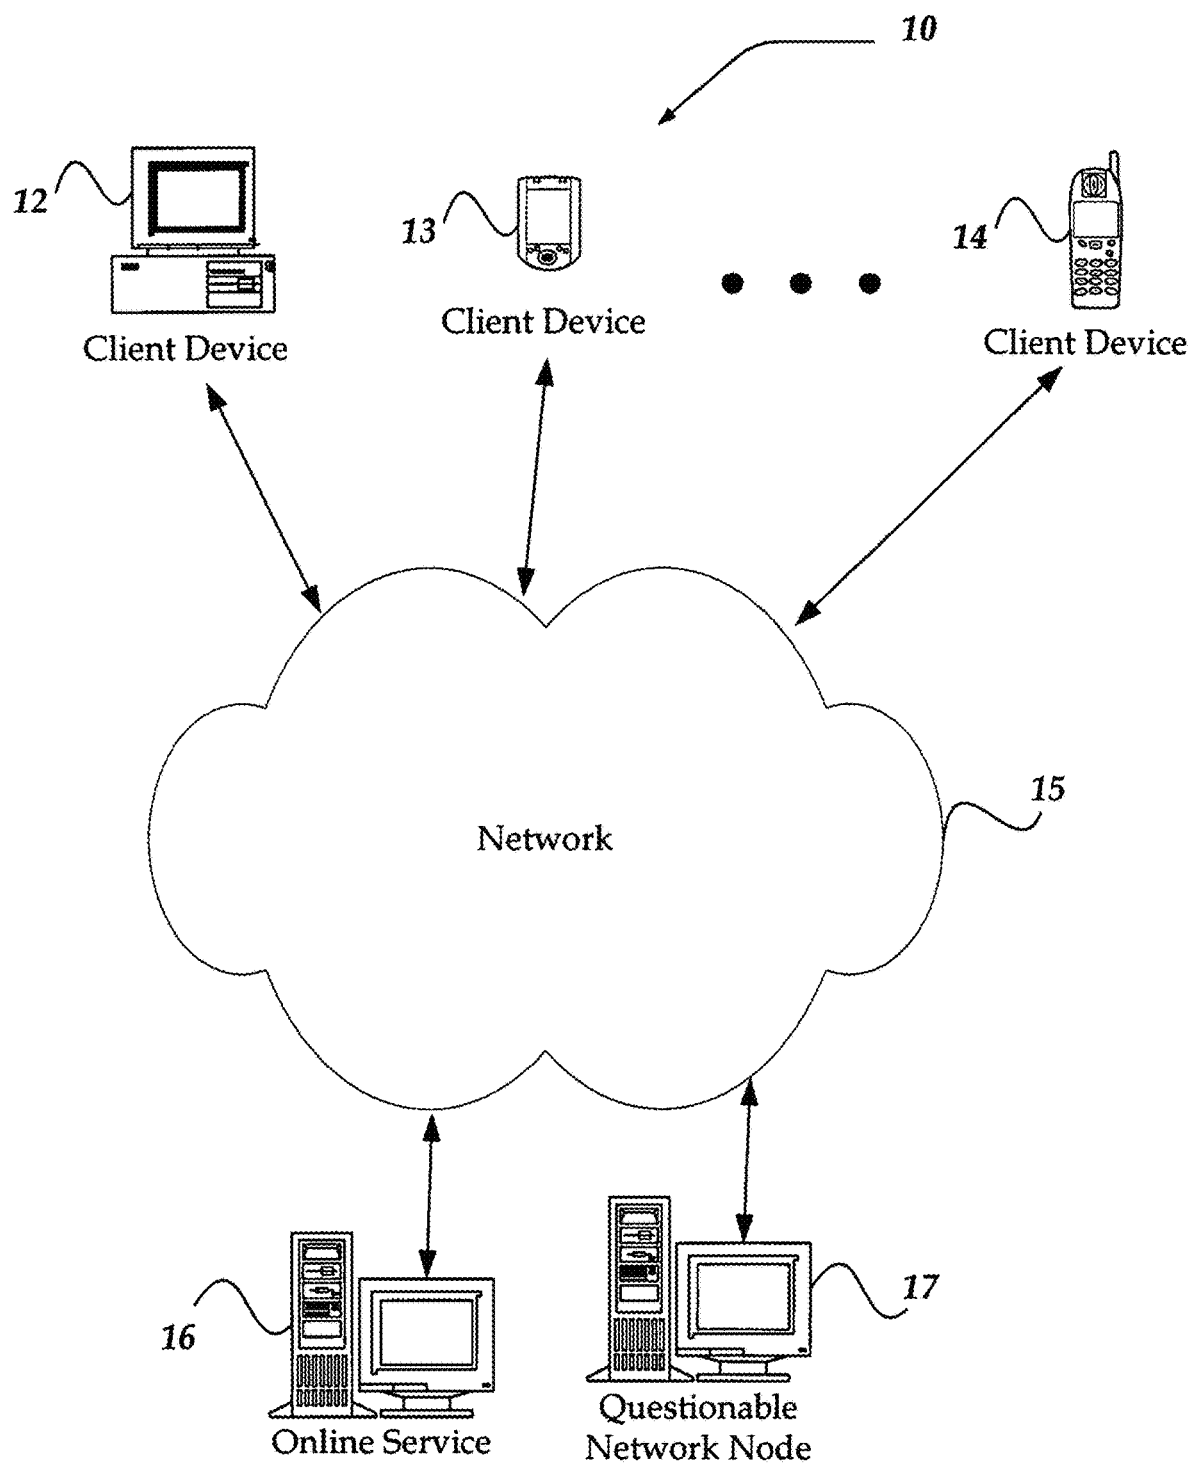 10
12
13
14
Client Device
Client Device
Client Device
15
Network
16
17
Online Service
Questionable
Network Node